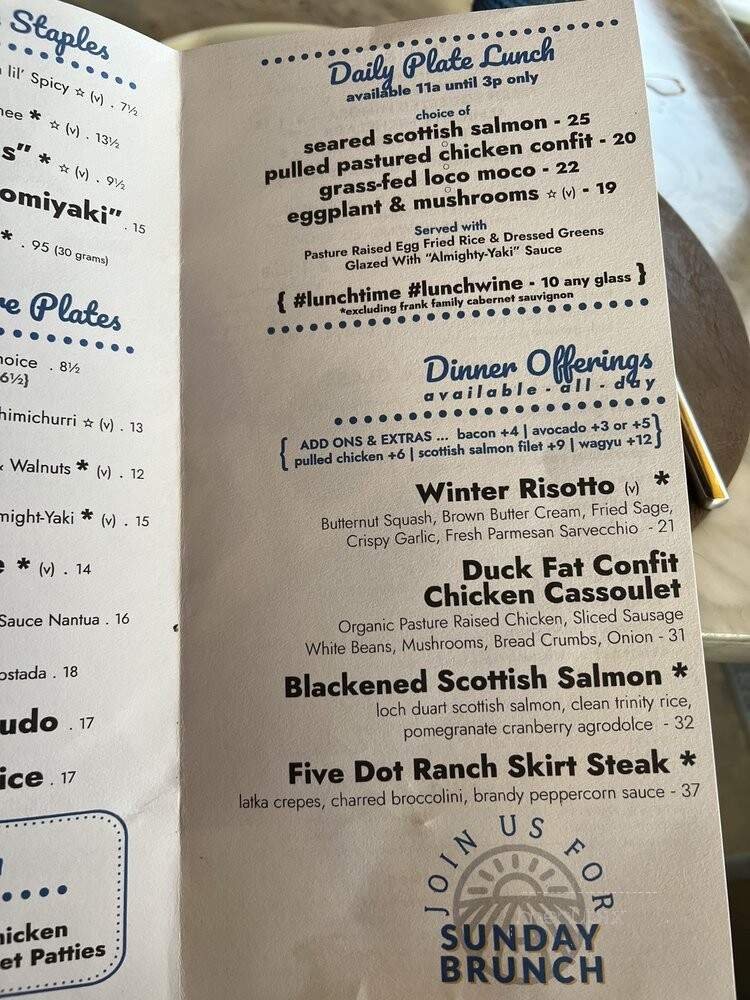 Staples
lil' Spicy ☆ (v) . 7½
nee * ☆ (v) . 13½
s" * ☆ (v) . 9½
omiyaki" . 15
* . 95 (30 grams)
re Plates
hoice . 8½
6½}
himichurri ☆ (v) . 13
& Walnuts * (v) . 12
might-Yaki * (v) . 15
e * (v) . 14
Sauce Nantua . 16
ostada . 18
udo . 17
ice . 17
hicken
et Patties
Daily Plate Lunch
available 11a until 3p only
choice of
seared scottish salmon - 25
o
pulled pastured chicken confit - 20
o
grass-fed loco moco - 22
o
eggplant & mushrooms ☆ (v) - 19
Served with
Pasture Raised Egg Fried Rice & Dressed Greens
Glazed With "Almighty-Yaki" Sauce
{ #lunchtime #lunchwine - 10 any glass }
*excluding frank family cabernet sauvignon
Dinner Offerings
available - all - day
{ ADD ONS & EXTRAS ... bacon +4 | avocado +3 or +5 }
pulled chicken +6 | scottish salmon filet +9 | wagyu +12
Winter Risotto (v) *
Butternut Squash, Brown Butter Cream, Fried Sage,
Crispy Garlic, Fresh Parmesan Sarvecchio - 21
Duck Fat Confit
Chicken Cassoulet
Organic Pasture Raised Chicken, Sliced Sausage
White Beans, Mushrooms, Bread Crumbs, Onion - 31
Blackened Scottish Salmon *
loch duart scottish salmon, clean trinity rice,
pomegranate cranberry agrodolce - 32
Five Dot Ranch Skirt Steak *
latka crepes, charred broccolini, brandy peppercorn sauce - 37
JOIN US FOR
SUNDAY
BRUNCH